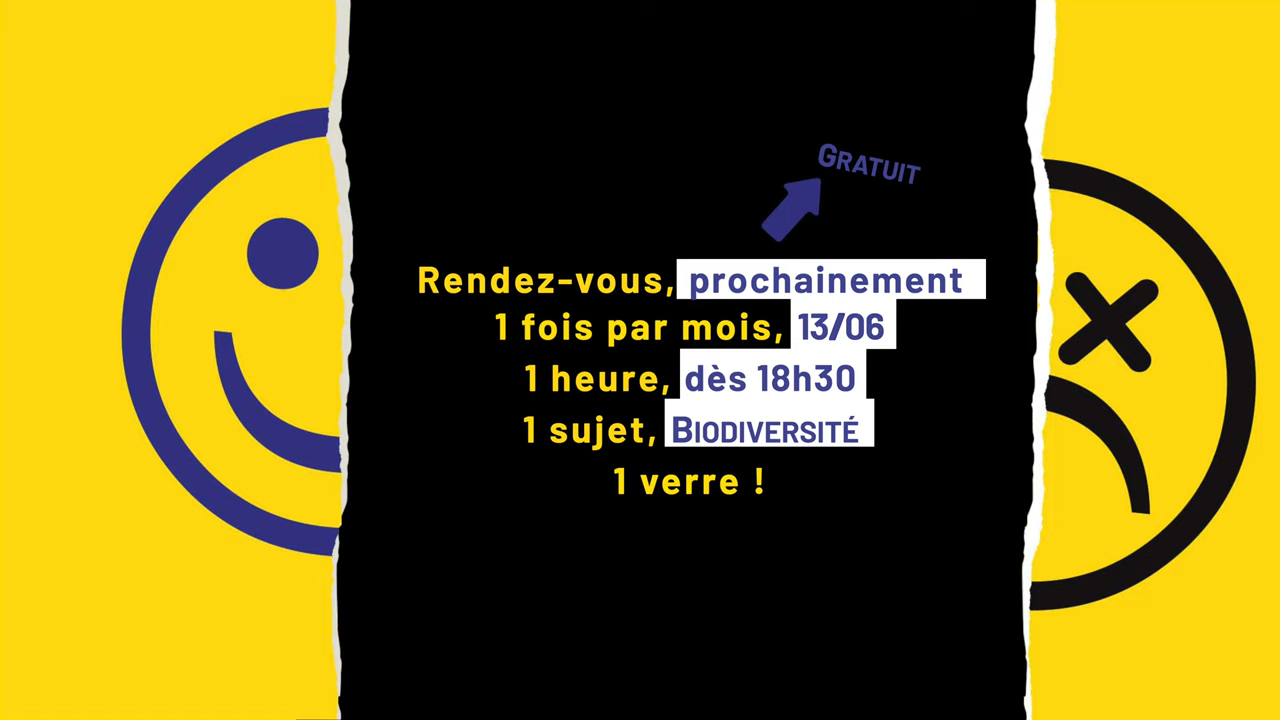 GRATUIT
Rendez-vous, prochainement
1 fois par mois, 13/06
1 heure, dès 18h30
1 sujet, BIODIVERSITÉ
1 verre !